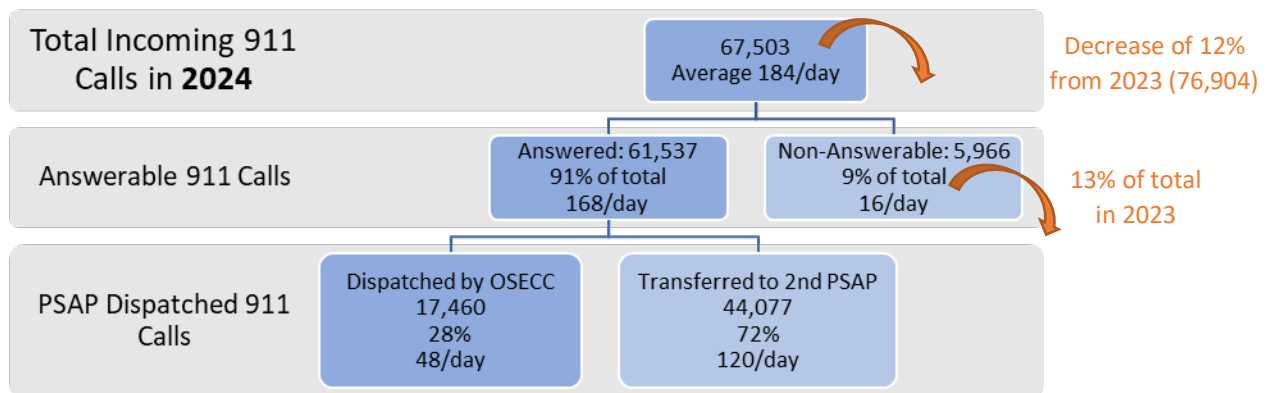 Total Incoming 911
Calls in 2024
67,503
Average 184/day
Decrease of 12%
from 2023 (76,904)
Answerable 911 Calls
Answered: 61,537
91% of total
168/day
Non-Answerable: 5,966
9% of total
16/day
13% of total
in 2023
PSAP Dispatched 911
Calls
Dispatched by OSECC
17,460
28%
48/day
Transferred to 2nd PSAP
44,077
72%
120/day